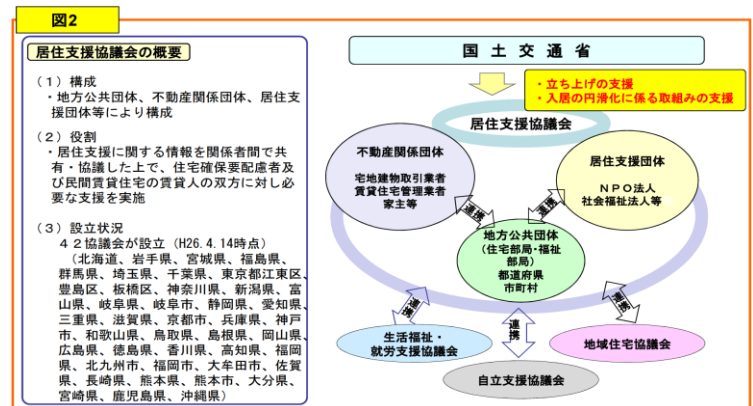 図2
居住支援協議会の概要
（１）構成
・地方公共団体、不動産関係団体、居住支
援団体等により構成
（２）役割
・居住支援に関する情報を関係者間で共
有・協議した上で、住宅確保要配慮者及
び民間賃貸住宅の賃貸人の双方に対し必
要な支援を実施
（３）設立状況
４２協議会が設立（H26.4.14時点）
（北海道、岩手県、宮城県、福島県、
群馬県、埼玉県、千葉県、東京都江東区、
豊島区、板橋区、神奈川県、新潟県、富
山県、岐阜県、岐阜市、静岡県、愛知県、
三重県、滋賀県、京都市、兵庫県、神戸
市、和歌山県、鳥取県、島根県、岡山県、
広島県、徳島県、香川県、高知県、福岡
県、北九州市、福岡市、大牟田市、佐賀
県、長崎県、熊本県、熊本市、大分県、
宮崎県、鹿児島県、沖縄県）
国土交通省
・立ち上げの支援
・入居の円滑化に係る取組みの支援
居住支援協議会
不動産関係団体
宅地建物取引業者
賃貸住宅管理業者
家主等
居住支援団体
ＮＰＯ法人
社会福祉法人等
連携
連携
地方公共団体
（住宅部局・福祉
部局）
都道府県
市町村
連携
連携
連携
生活福祉・
就労支援協議会
自立支援協議会
地域住宅協議会